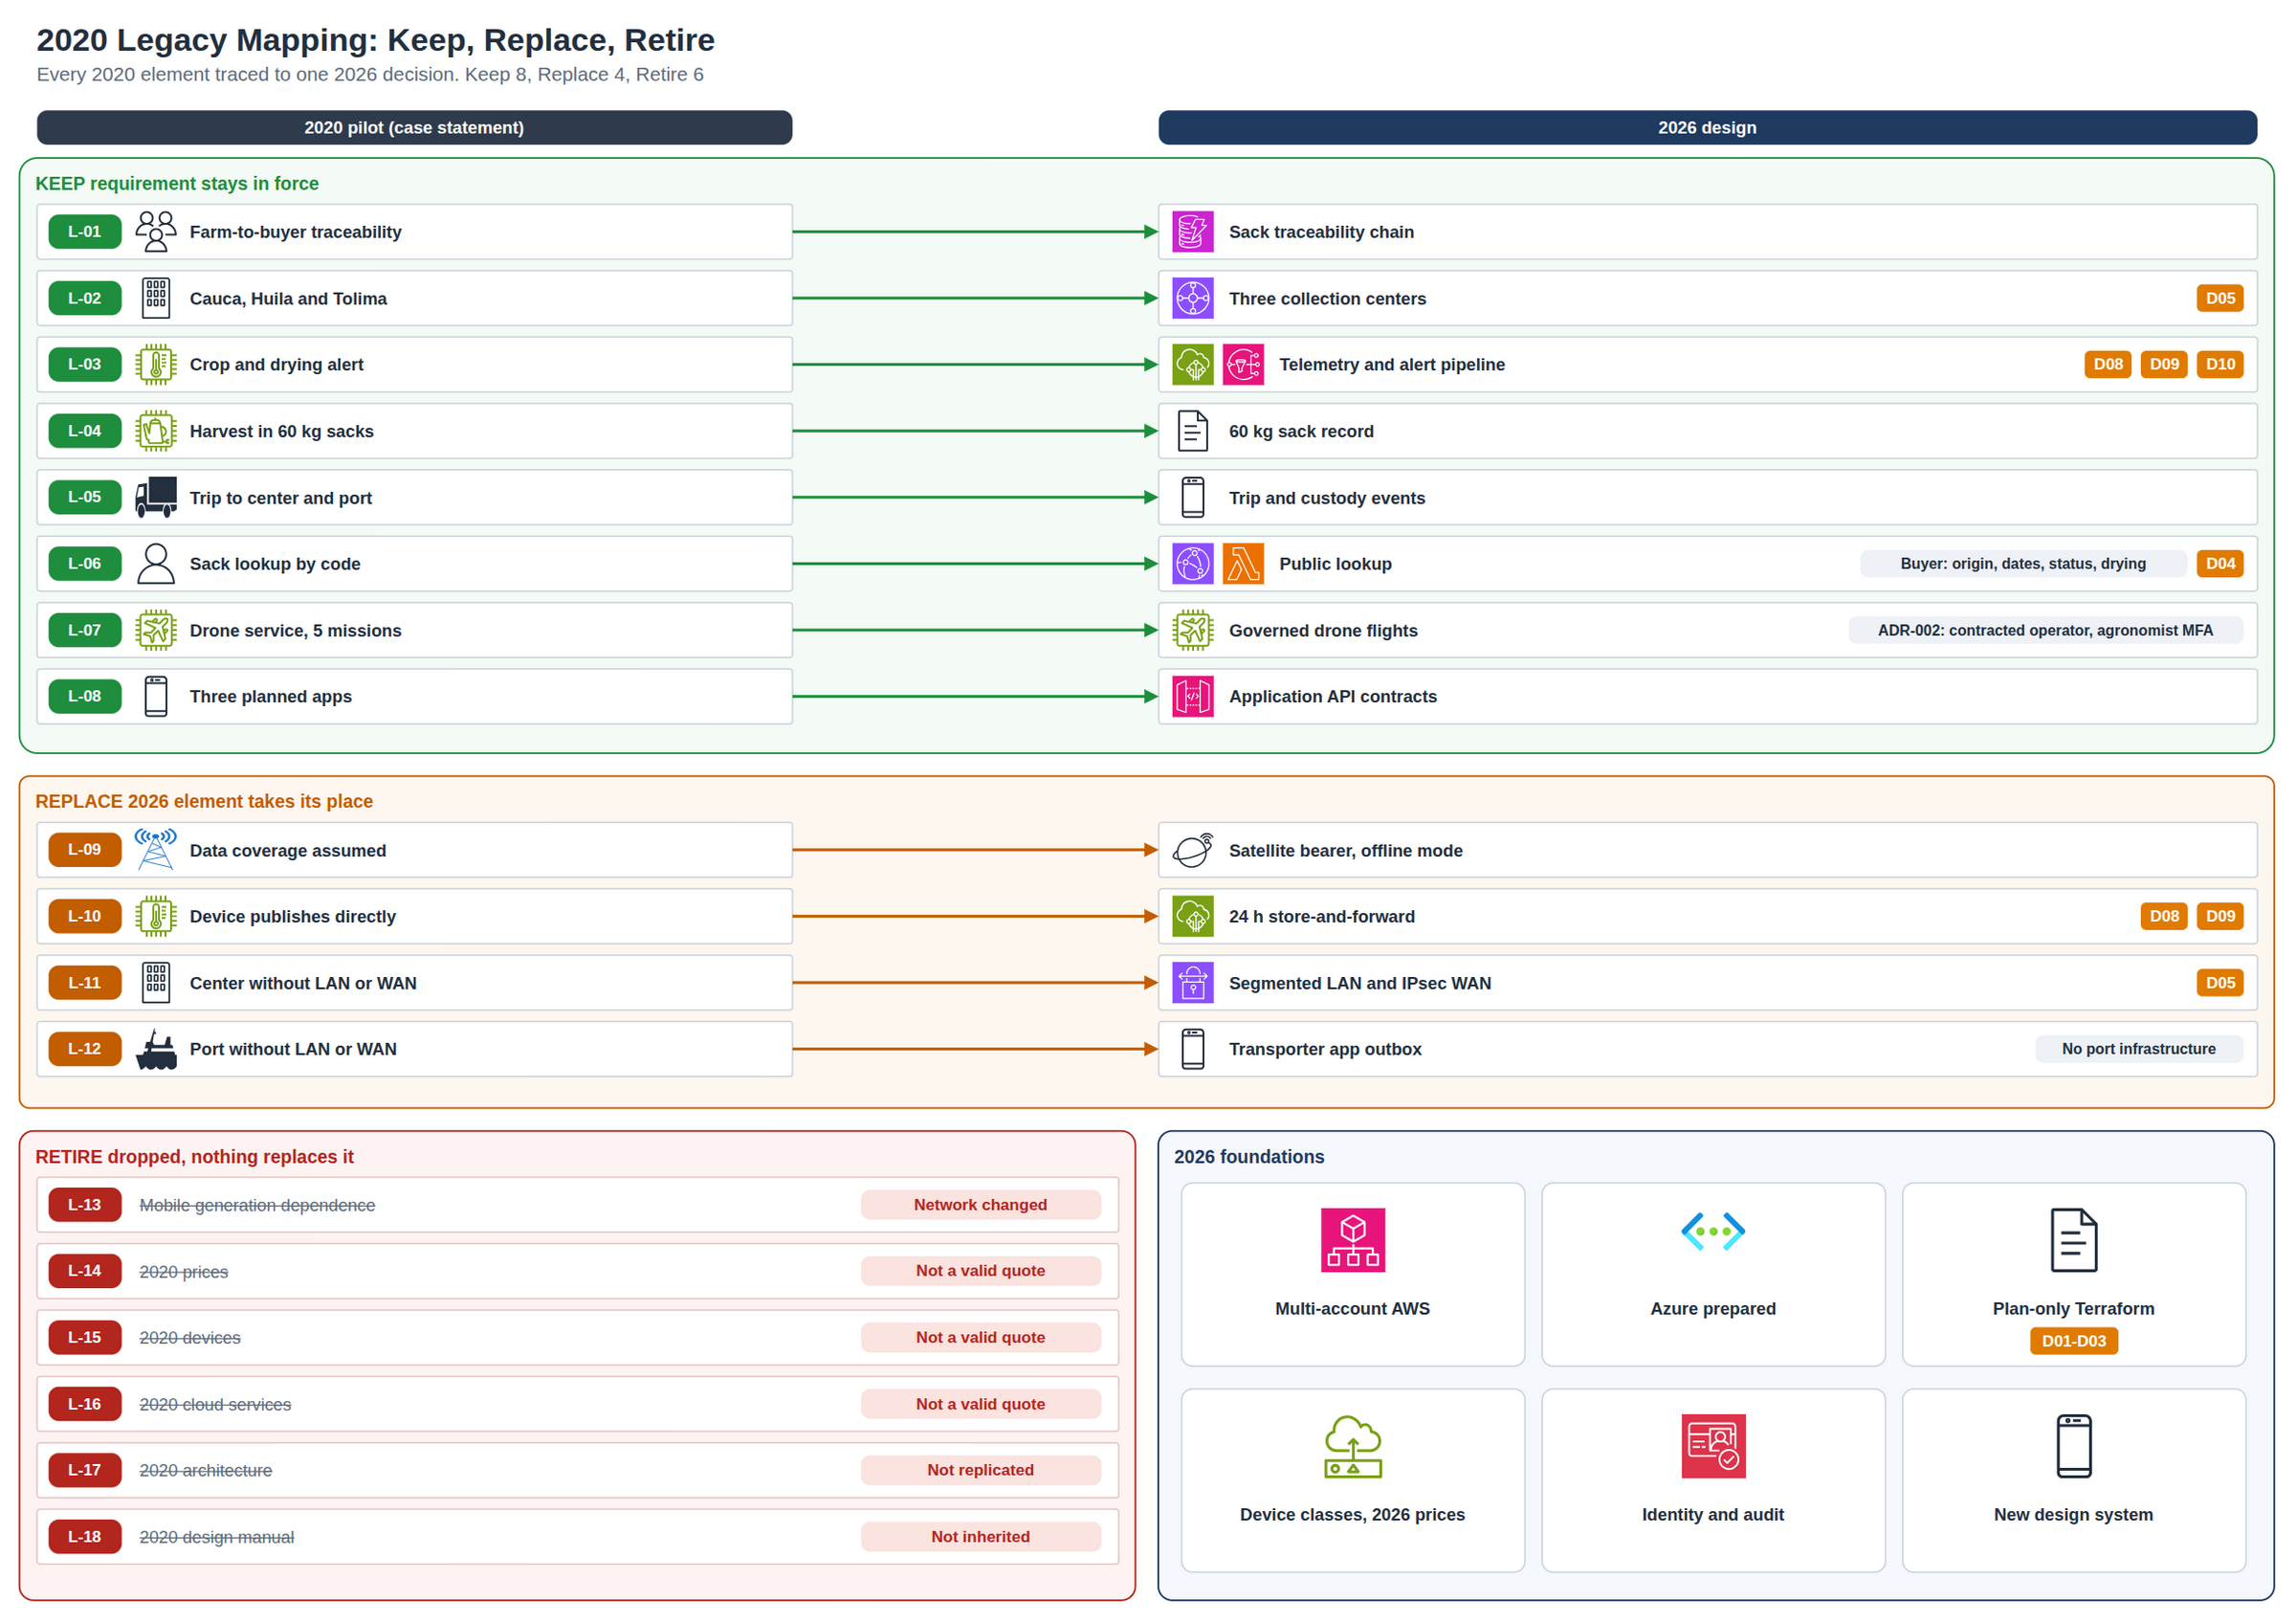 2020 Legacy Mapping: Keep, Replace, Retire
Every 2020 element traced to one 2026 decision. Keep 8, Replace 4, Retire 6
2020 pilot (case statement)
2026 design
KEEP requirement stays in force
L-01 Farm-to-buyer traceability
Sack traceability chain
L-02 Cauca, Huila and Tolima
Three collection centers D05
L-03 Crop and drying alert
Telemetry and alert pipeline D08 D09 D10
L-04 Harvest in 60 kg sacks
60 kg sack record
L-05 Trip to center and port
Trip and custody events
L-06 Sack lookup by code
Public lookup Buyer: origin, dates, status, drying D04
L-07 Drone service, 5 missions
Governed drone flights ADR-002: contracted operator, agronomist MFA
L-08 Three planned apps
Application API contracts
REPLACE 2026 element takes its place
L-09 Data coverage assumed
Satellite bearer, offline mode
L-10 Device publishes directly
24 h store-and-forward D08 D09
L-11 Center without LAN or WAN
Segmented LAN and IPsec WAN D05
L-12 Port without LAN or WAN
Transporter app outbox No port infrastructure
RETIRE dropped, nothing replaces it
L-13 Mobile generation dependence Network changed
L-14 2020 prices Not a valid quote
L-15 2020 devices Not a valid quote
L-16 2020 cloud services Not a valid quote
L-17 2020 architecture Not replicated
L-18 2020 design manual Not inherited
2026 foundations
Multi-account AWS
Azure prepared
Plan-only Terraform
D01-D03
Device classes, 2026 prices
Identity and audit
New design system